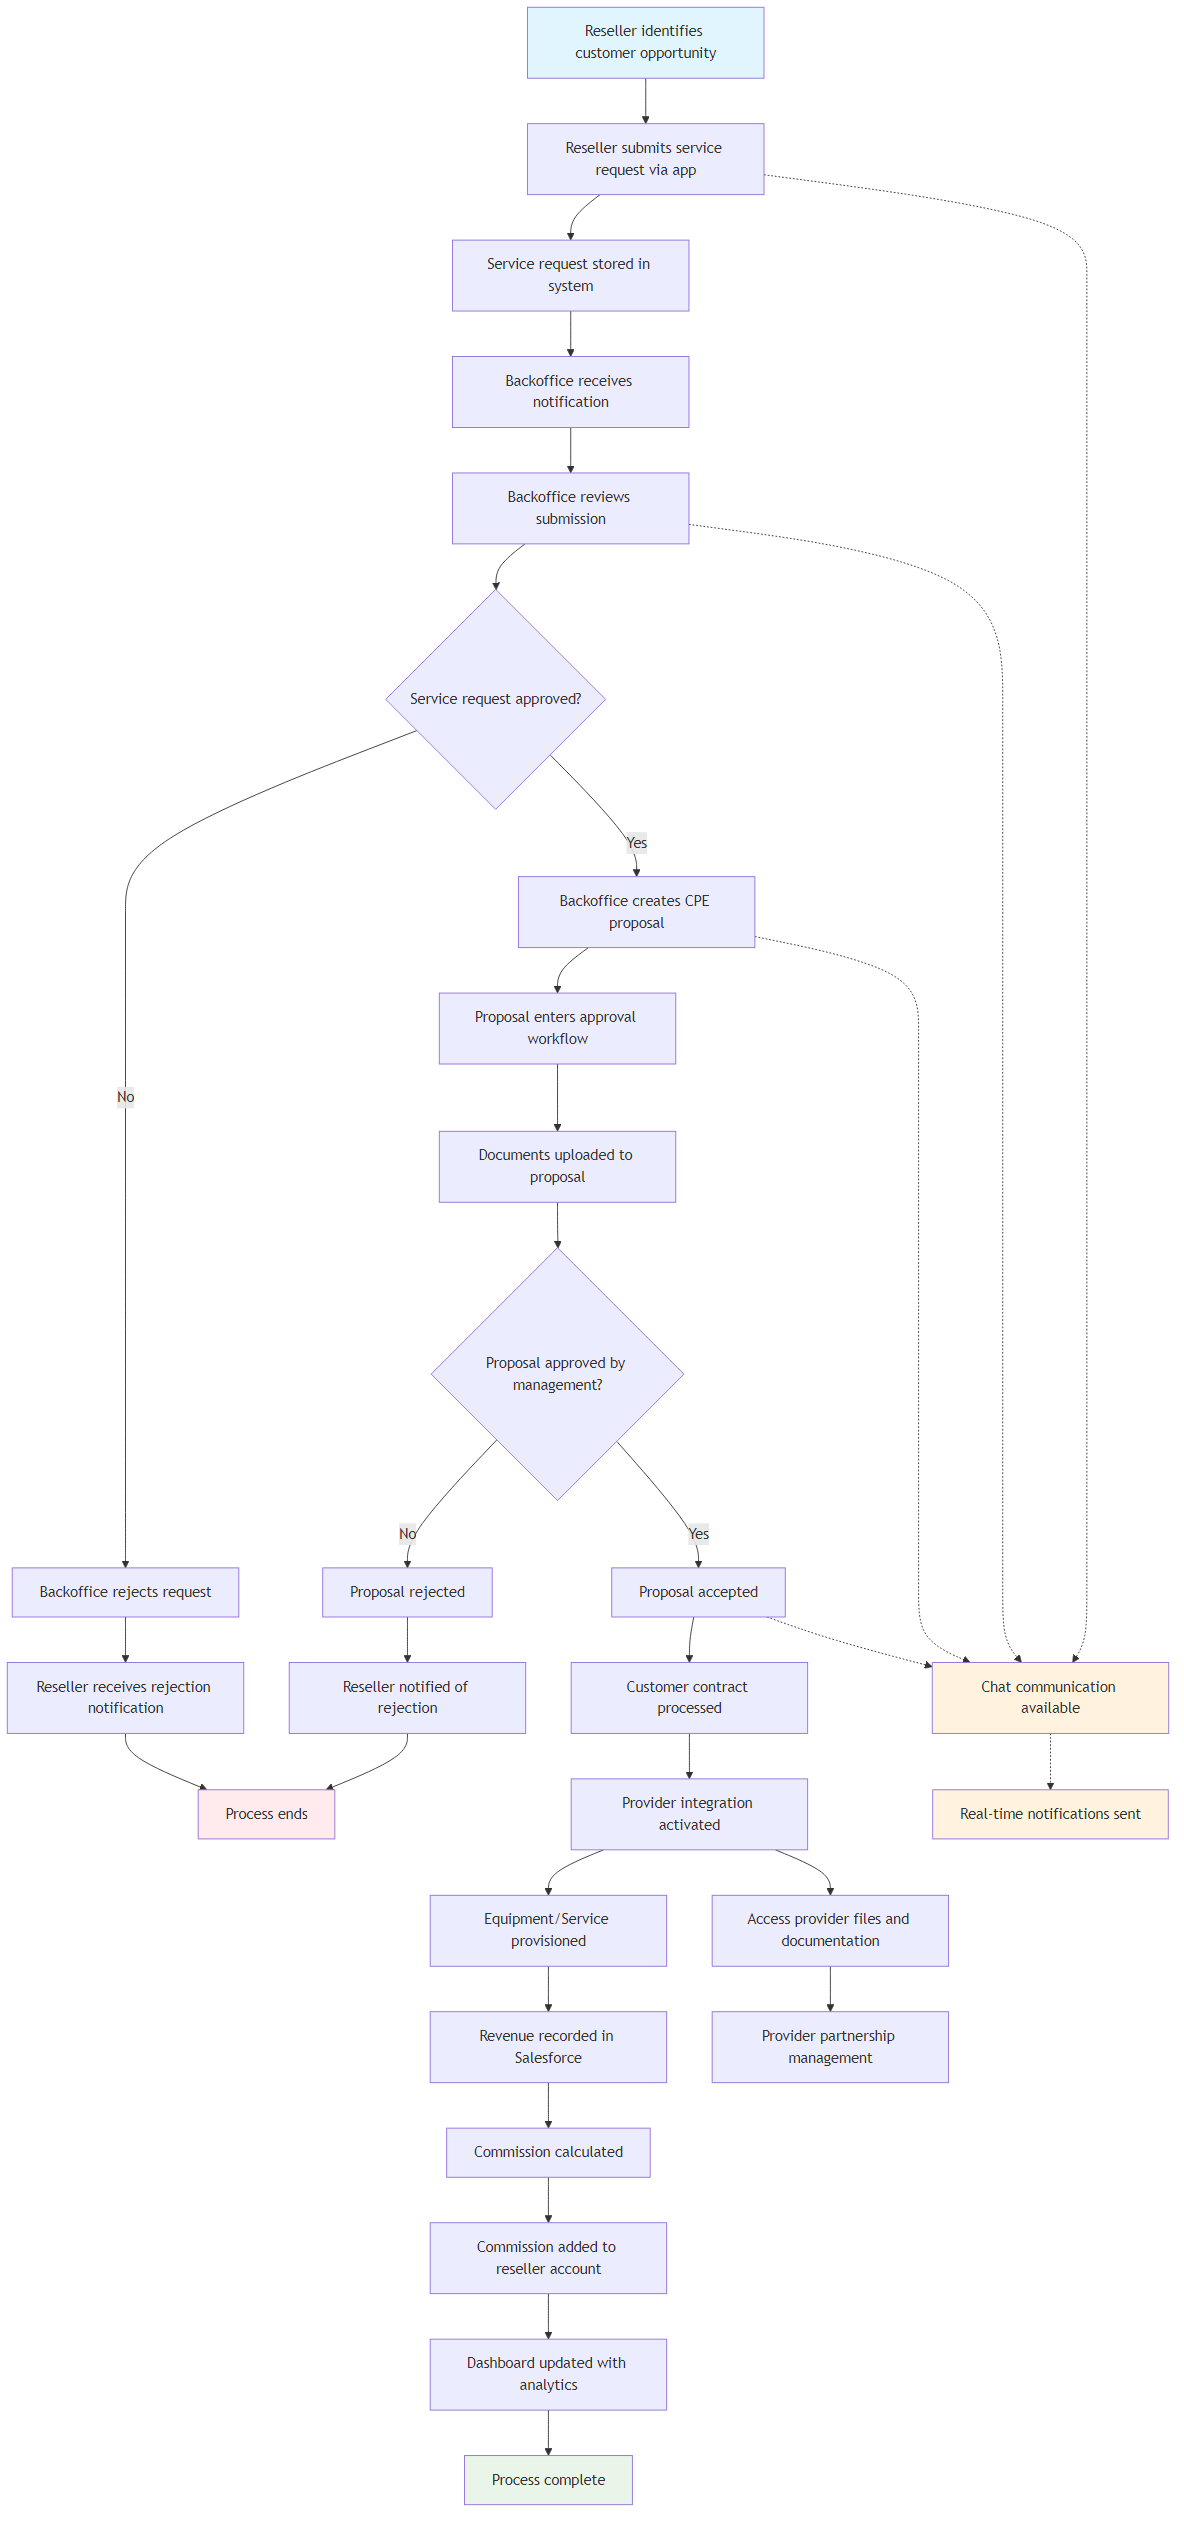 Reseller identifies
customer opportunity
Reseller submits service
request via app
Service request stored in
system
Backoffice receives
notification
Backoffice reviews
submission
Service request approved?
Yes
Backoffice creates CPE
proposal
Proposal enters approval
workflow
No
Documents uploaded to
proposal
Proposal approved by
management?
No
Yes
Backoffice rejects request
Proposal rejected
Proposal accepted
Reseller receives rejection
notification
Reseller notified of
rejection
Customer contract
processed
Chat communication
available
Process ends
Provider integration
activated
Real-time notifications sent
Equipment/Service
provisioned
Access provider files and
documentation
Revenue recorded in
Salesforce
Provider partnership
management
Commission calculated
Commission added to
reseller account
Dashboard updated with
analytics
Process complete